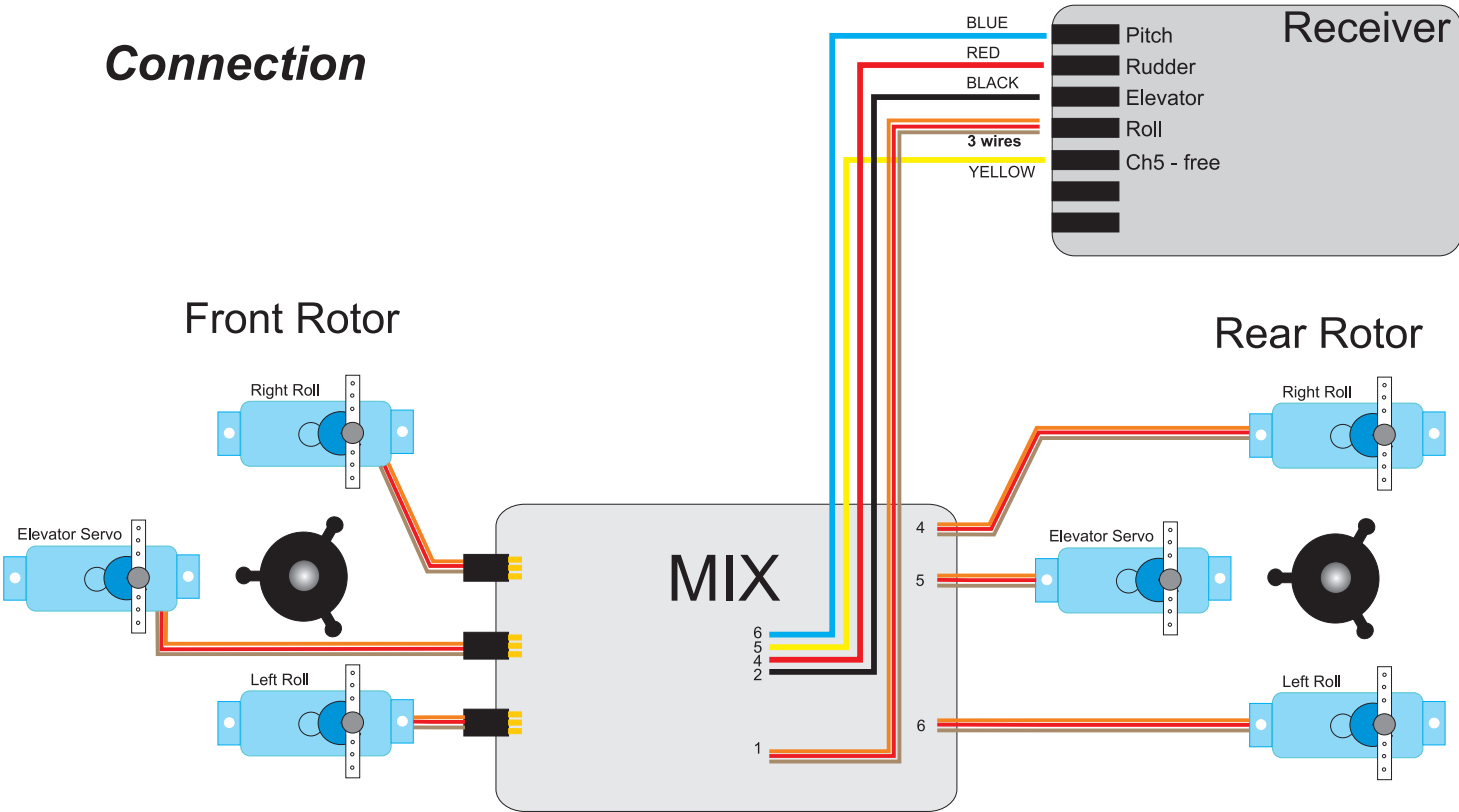 Connection
BLUE
RED
BLACK
3 wires
YELLOW
Receiver
Pitch
Rudder
Elevator
Roll
Ch5 - free
Front Rotor
Right Roll
Elevator Servo
Left Roll
MIX
6
5
4
2
1
4
5
6
Rear Rotor
Right Roll
Elevator Servo
Left Roll